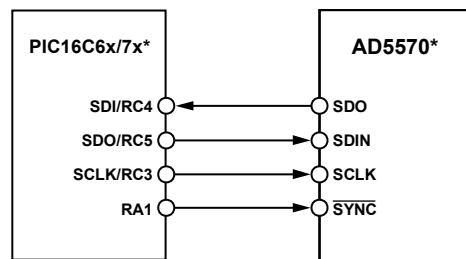 PIC16C6x/7x*
AD5570*
SDI/RC4
SDO
SDO/RC5
SDIN
SCLK/RC3
SCLK
RA1
SYNC